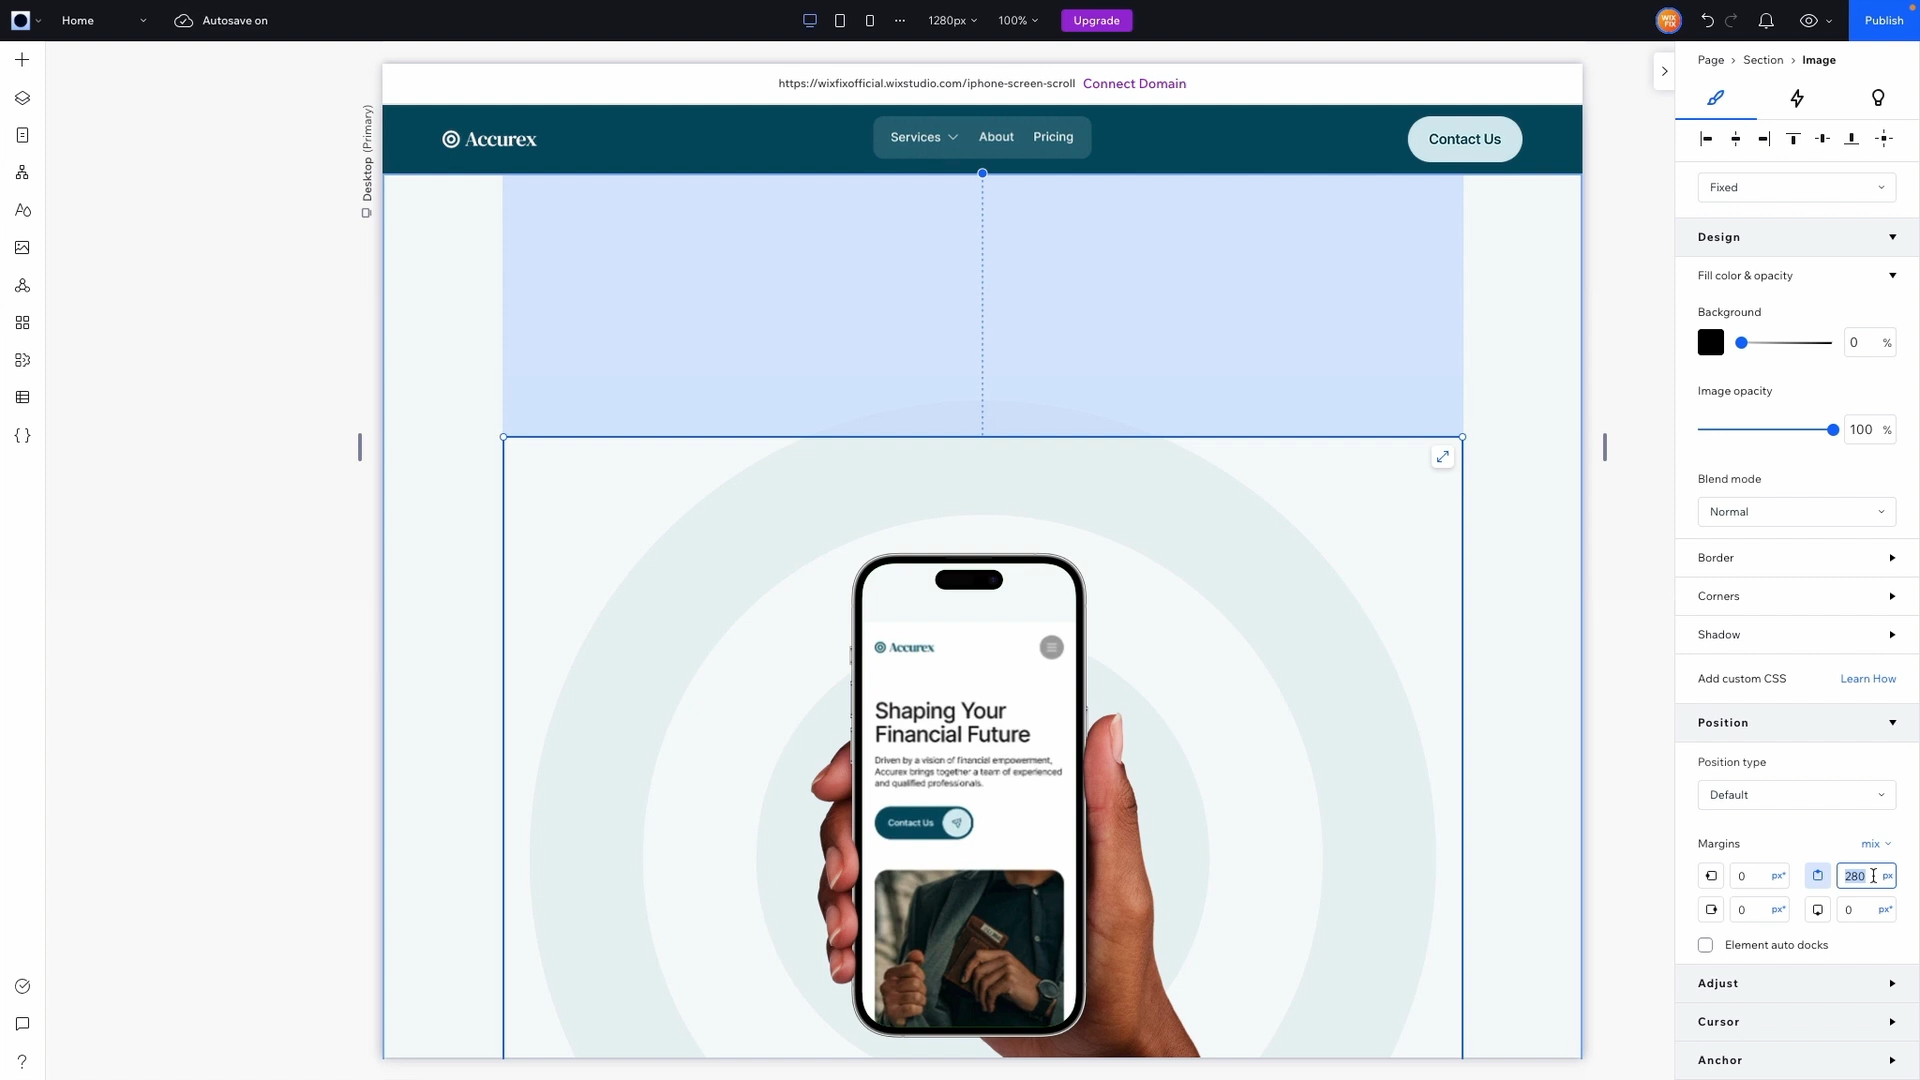 Home
Autosave on
1280px
100%
Upgrade
WIX
FIX
Publish
https://wixfixofficial.wixstudio.com/iphone-screen-scroll Connect Domain
Page > Section > Image
Desktop (Primary)
Accurex
Services
About
Pricing
Contact Us
Fixed
Design
Fill color & opacity
Background
0 %
Image opacity
100 %
Blend mode
Normal
Border
Corners
Shadow
Add custom CSS
Learn How
Position
Position type
Default
Margins
mix
0 px*
280 px
0 px*
0 px*
Element auto docks
Adjust
Cursor
Anchor
Accurex
Shaping Your
Financial Future
Driven by a vision of financial empowerment,
Accurex brings together a team of experienced
and qualified professionals.
Contact Us